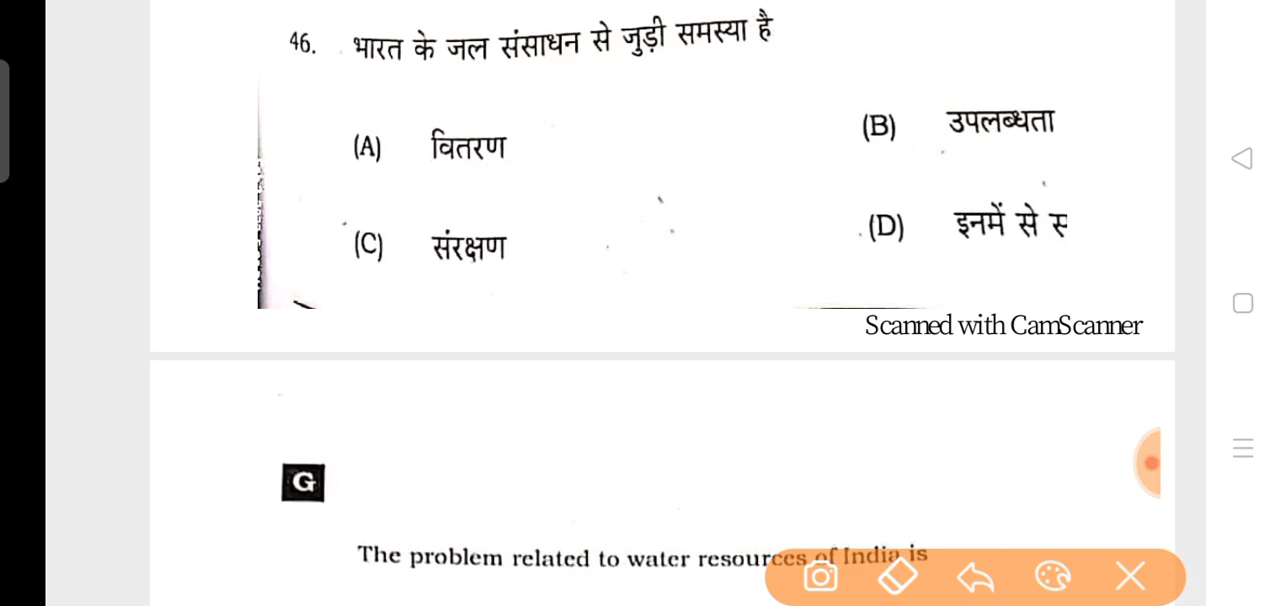 46. भारत के जल संसाधन से जुड़ी समस्या है
(A) वितरण
(B) उपलब्धता
(C) संरक्षण
(D) इनमें से
Scanned with CamScanner
G
The problem related to water resources of India is